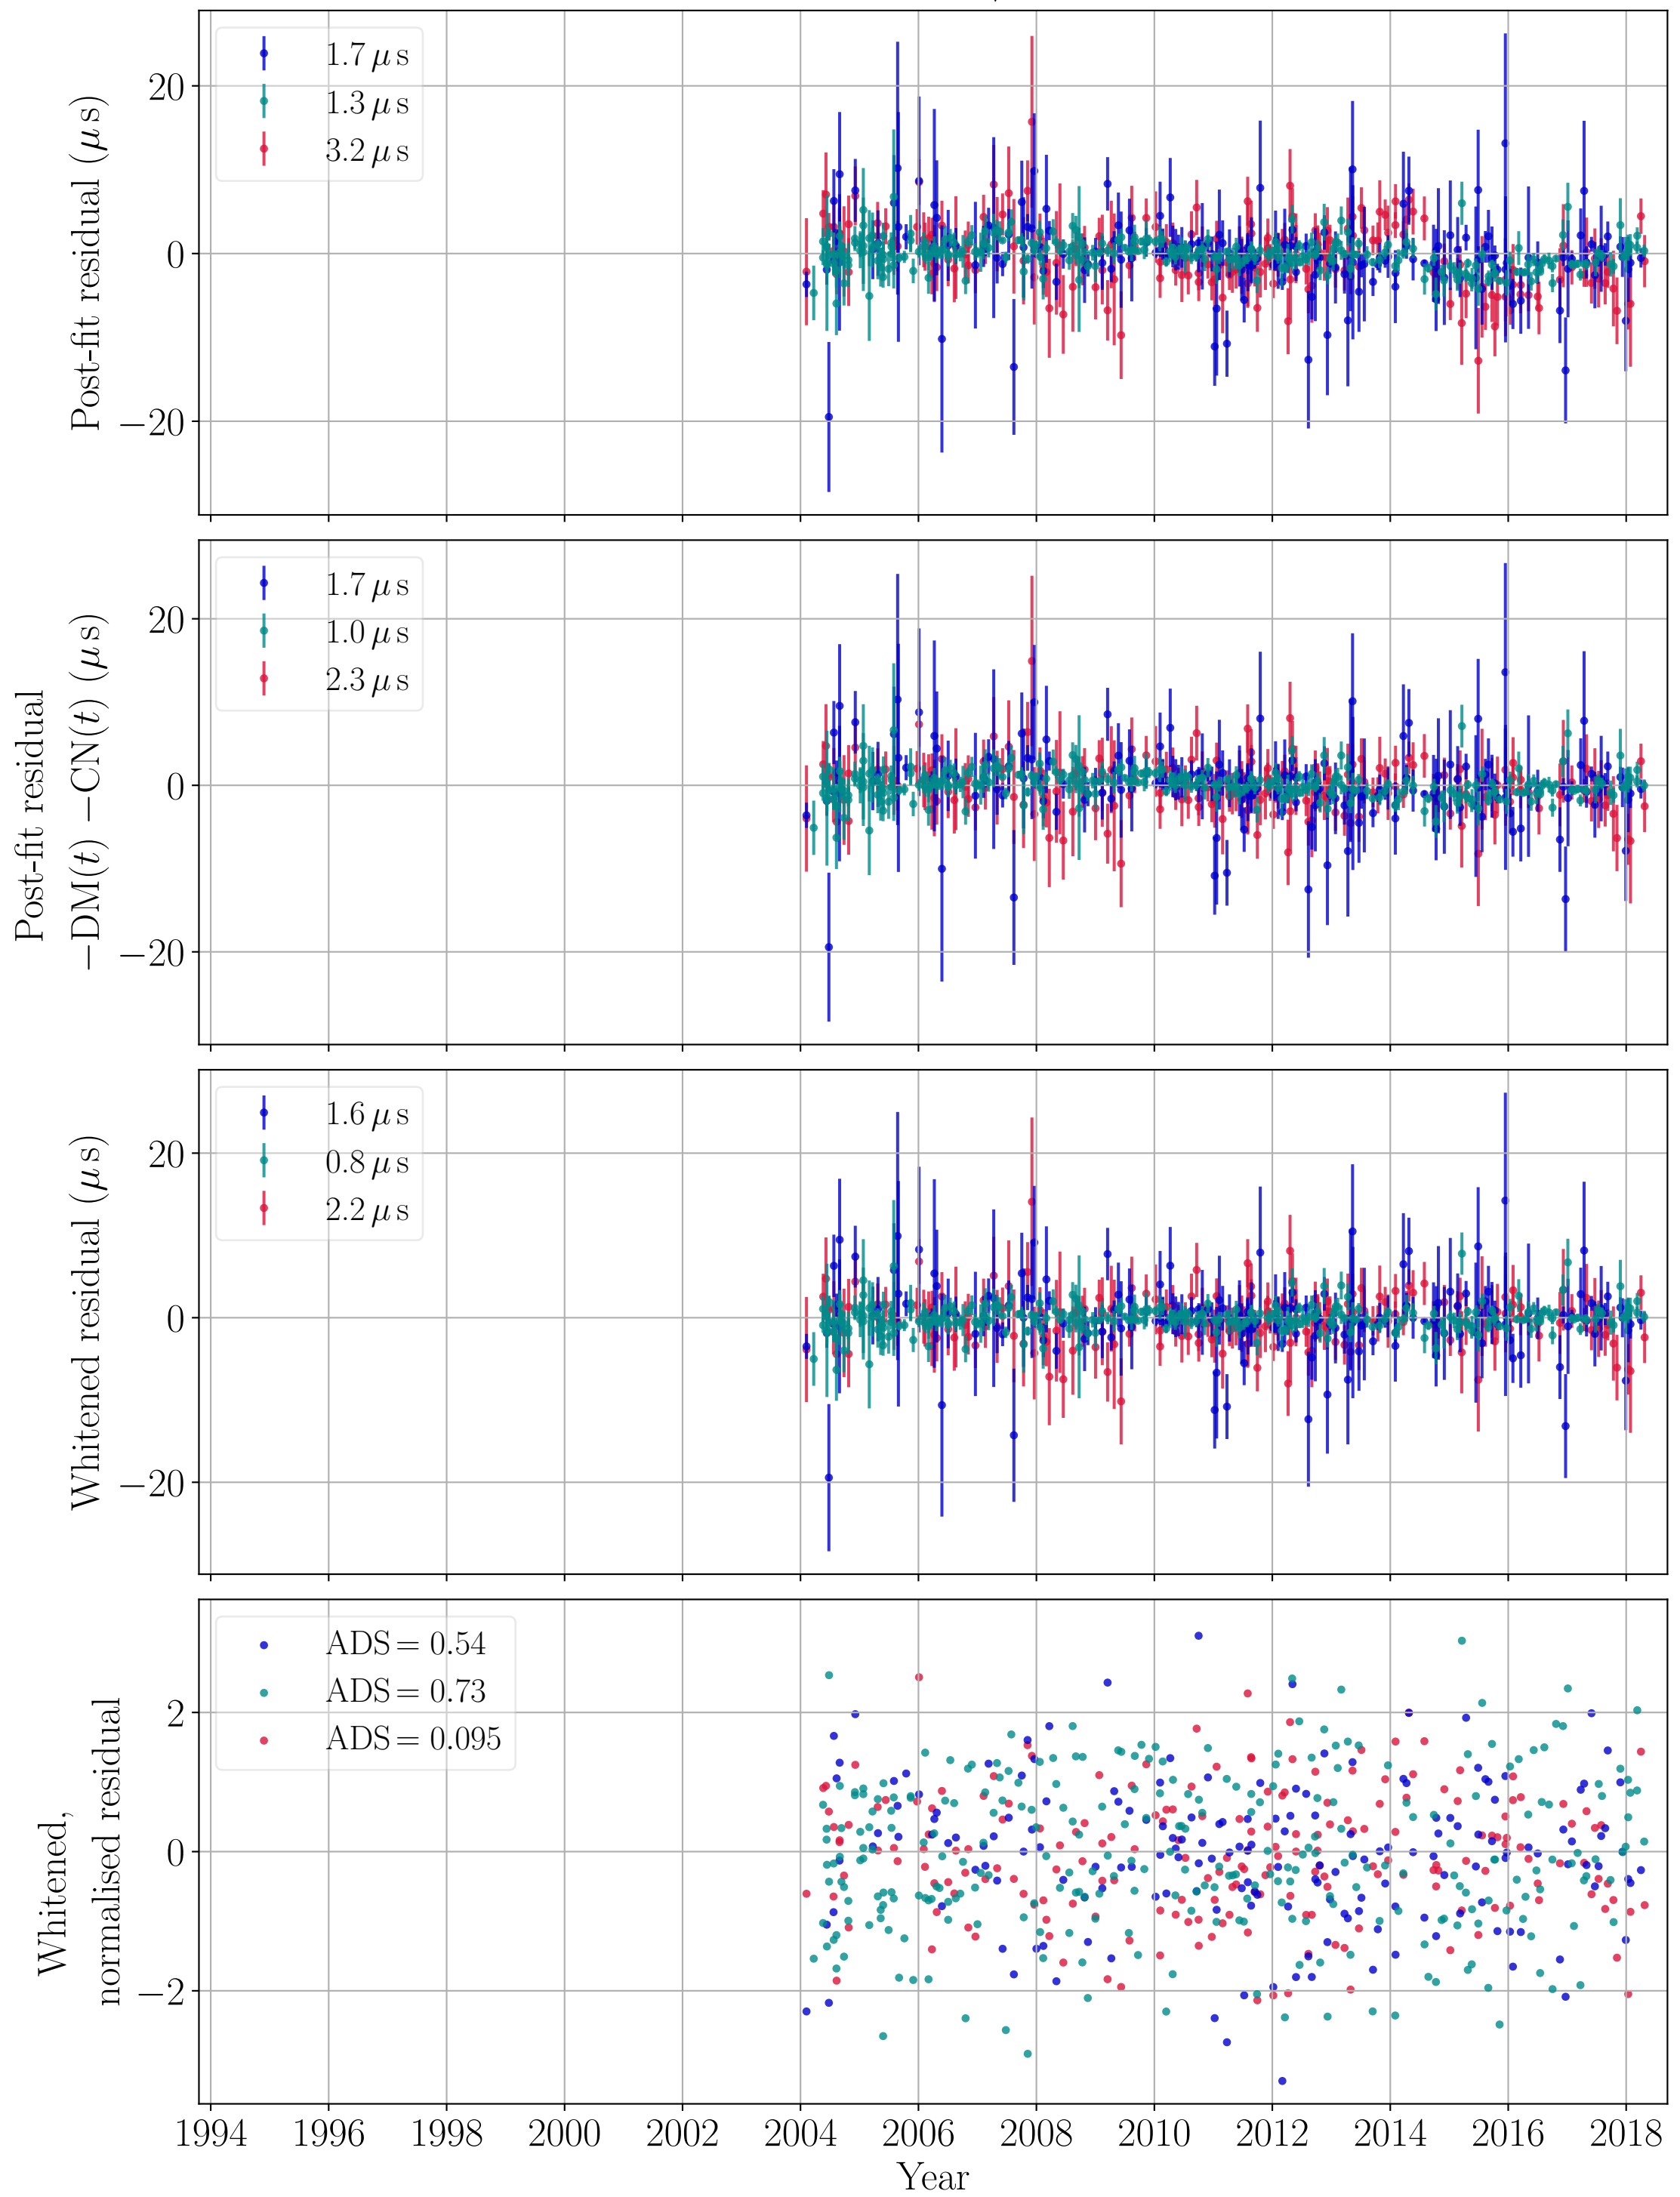 Post-fit residual (μs)
20
0
−20
1.7 μs
1.3 μs
3.2 μs
Post-fit residual
−DM(t) −CN(t) (μs)
20
0
−20
1.7 μs
1.0 μs
2.3 μs
Whitened residual (μs)
20
0
−20
1.6 μs
0.8 μs
2.2 μs
Whitened,
normalised residual
2
0
−2
ADS = 0.54
ADS = 0.73
ADS = 0.095
1994 1996 1998 2000 2002 2004 2006 2008 2010 2012 2014 2016 2018
Year